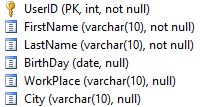 UserID (PK, int, not null)
FirstName (varchar(10), not null)
LastName (varchar(10), not null)
BirthDay (date, null)
WorkPlace (varchar(10), null)
City (varchar(10), null)